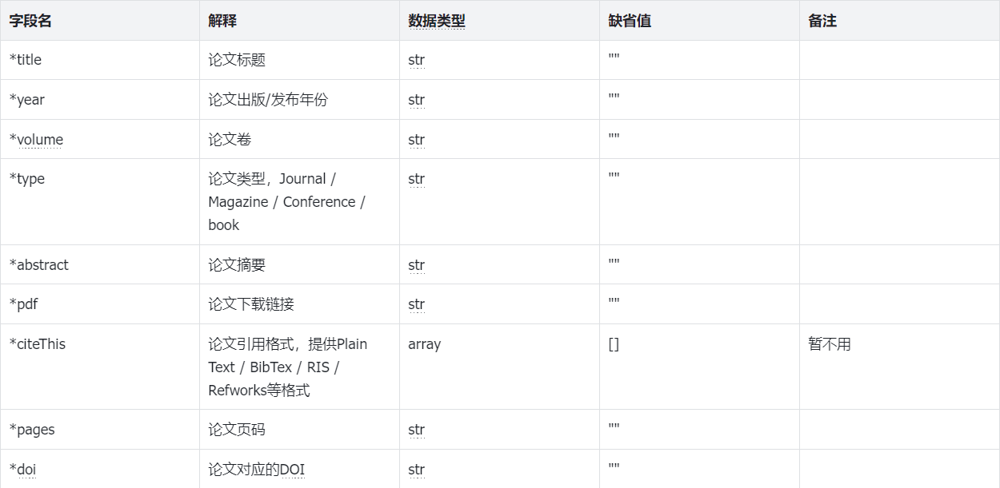 字段名 解释 数据类型 缺省值 备注
*title 论文标题 str ""
*year 论文出版/发布年份 str ""
*volume 论文卷 str ""
*type 论文类型，Journal / str ""
Magazine / Conference /
book
*abstract 论文摘要 str ""
*pdf 论文下载链接 str ""
*citeThis 论文引用格式，提供Plain array [] 暂不用
Text / BibTex / RIS /
Refworks等格式
*pages 论文页码 str ""
*doi 论文对应的DOI str ""